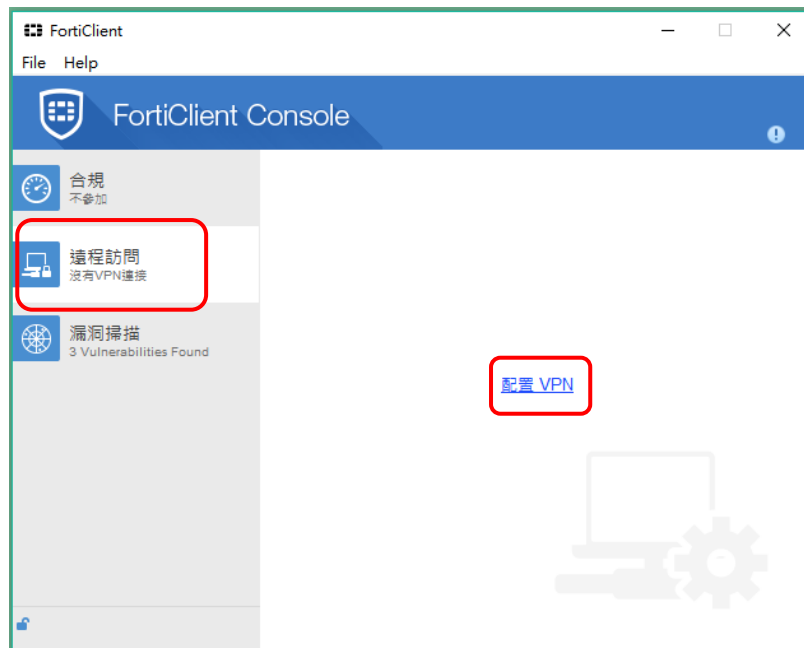 FortiClient
File Help
FortiClient Console
合規
不參加
遠程訪問
沒有VPN連接
漏洞掃描
3 Vulnerabilities Found
配置 VPN